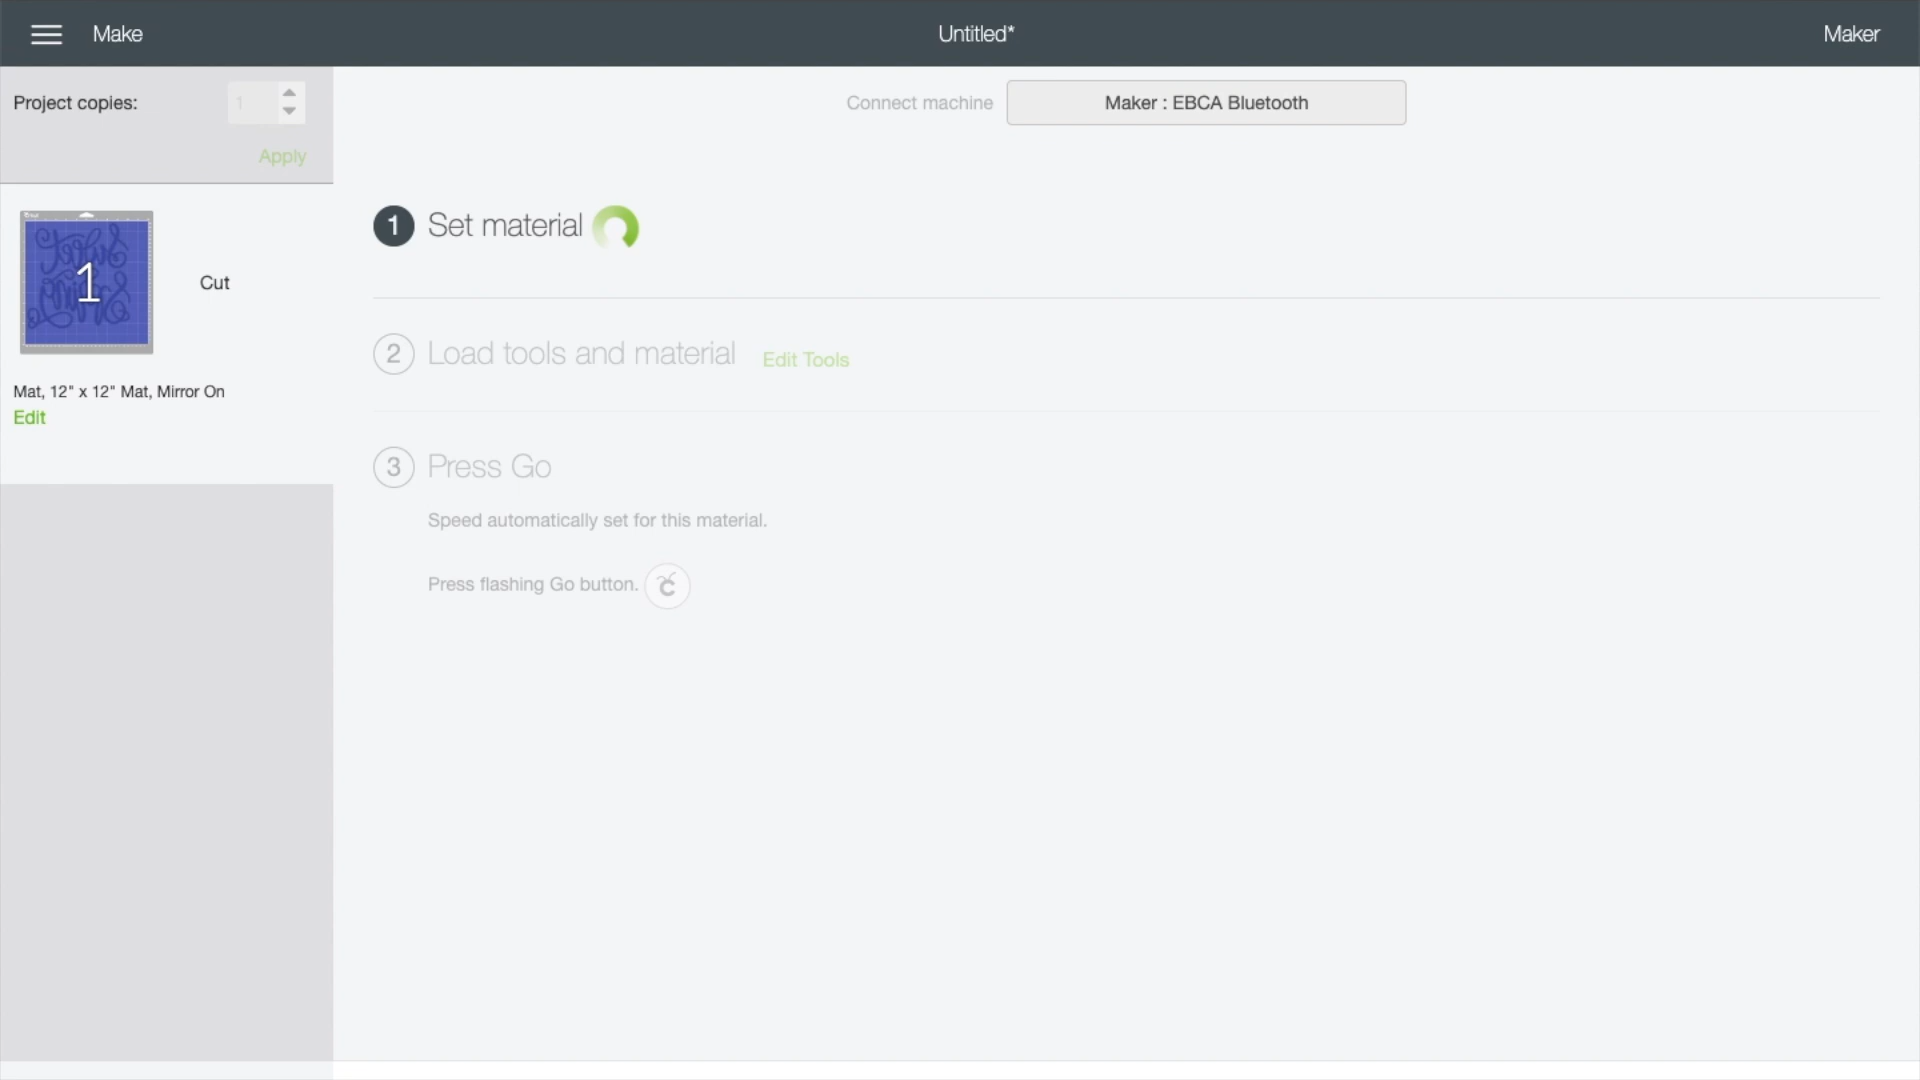 Make
Untitled*
Maker
Project copies:
1
Apply
Connect machine
Maker : EBCA Bluetooth
1
Cut
Mat, 12" x 12" Mat, Mirror On
Edit
1 Set material
2 Load tools and material Edit Tools
3 Press Go
Speed automatically set for this material.
Press flashing Go button.